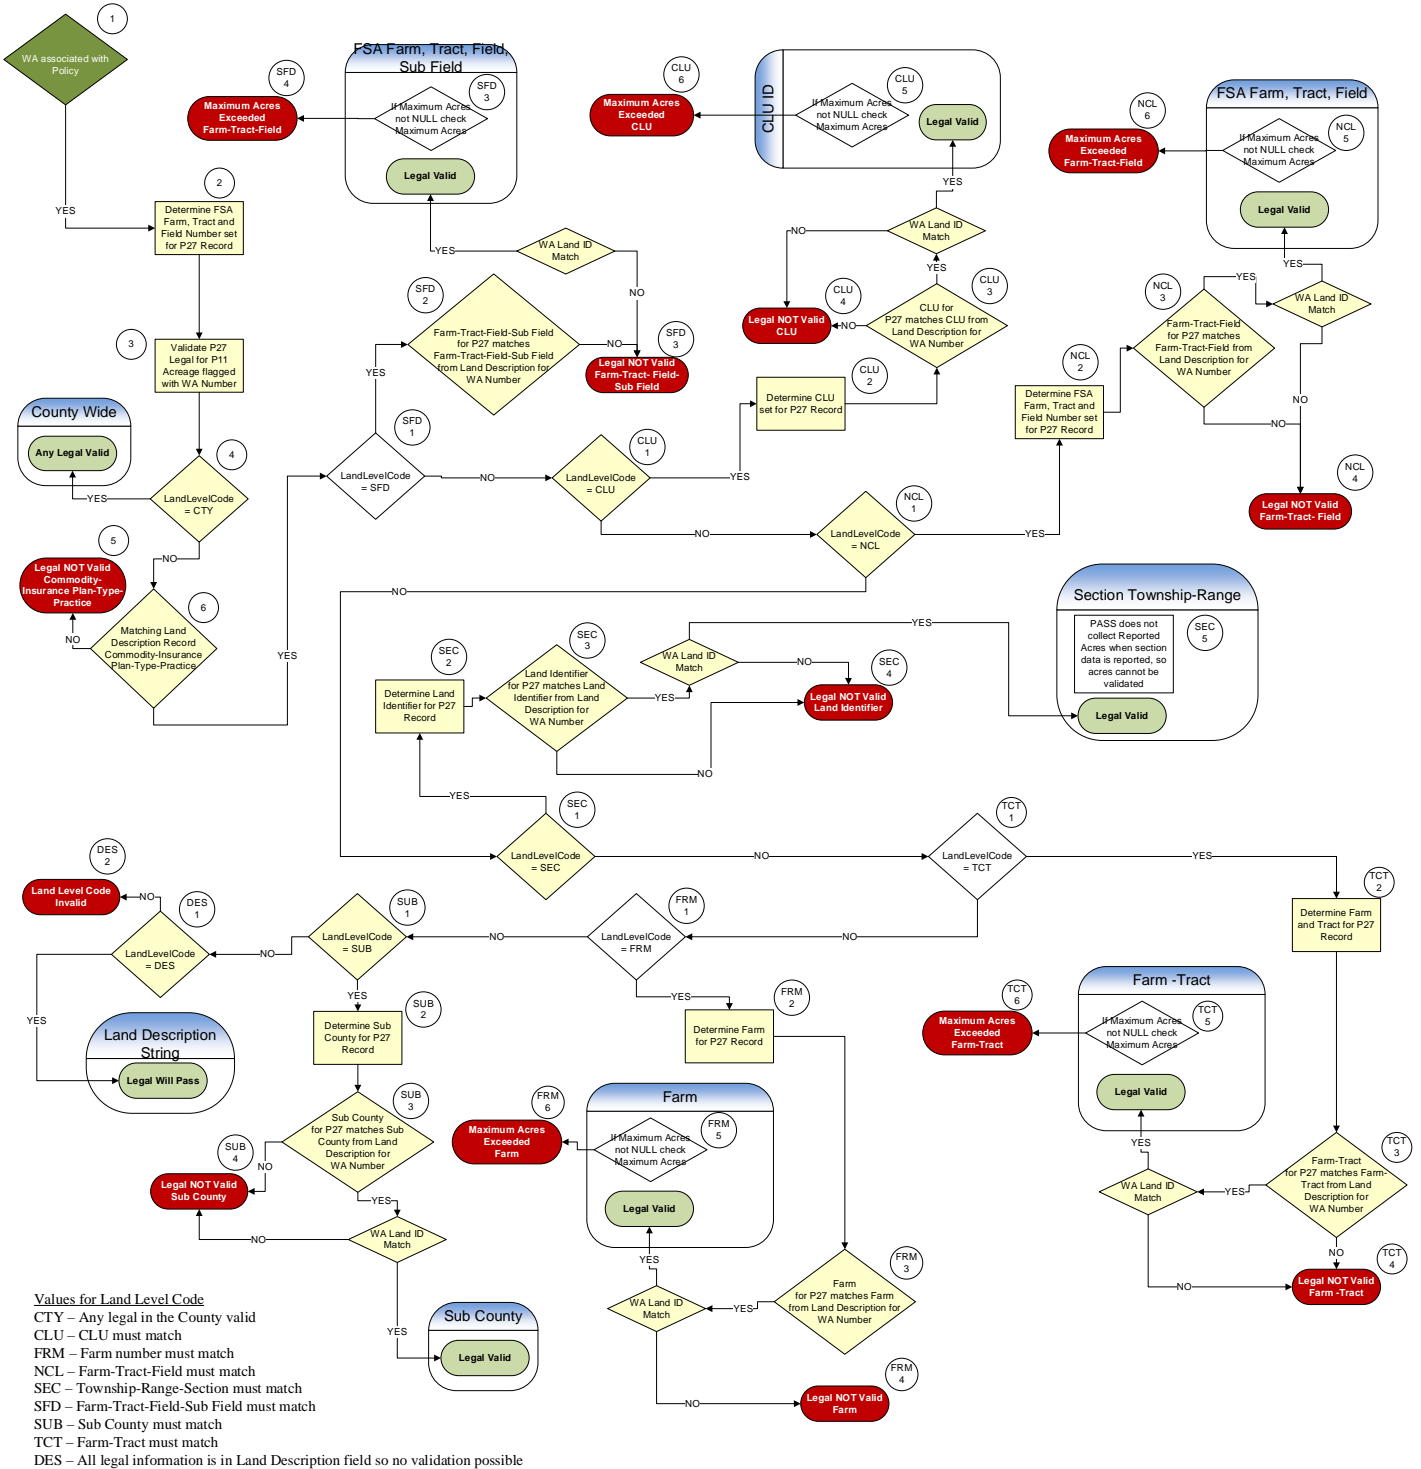 1
WA associated with
Policy
YES
2
Determine FSA
Farm, Tract and
Field Number set
for P27 Record
3
Validate P27
Legal for P11
Acreage flagged
with WA Number
County Wide
Any Legal Valid
4
LandLevelCode
= CTY
YES
NO
5
Legal NOT Valid
Commodity-
Insurance Plan-Type-
Practice
6
Matching Land
Description Record
Commodity-Insurance
Plan-Type-Practice
NO
YES
SFD
4
Maximum Acres
Exceeded
Farm-Tract-Field
FSA Farm, Tract, Field,
Sub Field
SFD
3
If Maximum Acres
not NULL check
Maximum Acres
Legal Valid
YES
WA Land ID
Match
NO
SFD
2
Farm-Tract-Field-Sub Field
for P27 matches
Farm-Tract-Field-Sub Field
from Land Description for
WA Number
NO
SFD
3
Legal NOT Valid
Farm-Tract- Field-
Sub Field
YES
SFD
1
LandLevelCode
= SFD
NO
CLU
6
Maximum Acres
Exceeded
CLU
CLU ID
CLU
5
If Maximum Acres
not NULL check
Maximum Acres
Legal Valid
YES
WA Land ID
Match
NO
YES
CLU
4
Legal NOT Valid
CLU
NO
CLU
3
CLU for
P27 matches CLU from
Land Description for
WA Number
CLU
2
Determine CLU
set for P27 Record
CLU
1
LandLevelCode
= CLU
YES
NO
NCL
6
Maximum Acres
Exceeded
Farm-Tract-Field
FSA Farm, Tract, Field
NCL
5
If Maximum Acres
not NULL check
Maximum Acres
Legal Valid
YES
YES
WA Land ID
Match
NCL
3
Farm-Tract-Field
for P27 matches
Farm-Tract-Field from
Land Description for
WA Number
NO
NO
NCL
2
Determine FSA
Farm, Tract and
Field Number set
for P27 Record
NCL
4
Legal NOT Valid
Farm-Tract- Field
NCL
1
LandLevelCode
= NCL
YES
NO
Section Township-Range
PASS does not
collect Reported
Acres when section
data is reported, so
acres cannot be
validated
SEC
5
Legal Valid
YES
SEC
2
Determine Land
Identifier for P27
Record
SEC
3
Land Identifier
for P27 matches Land
Identifier from Land
Description for
WA Number
YES
WA Land ID
Match
NO
SEC
4
Legal NOT Valid
Land Identifier
NO
YES
SEC
1
LandLevelCode
= SEC
NO
TCT
1
LandLevelCode
= TCT
YES
TCT
2
Determine Farm
and Tract for P27
Record
NO
DES
2
Land Level Code
Invalid
NO
DES
1
LandLevelCode
= DES
YES
Land Description
String
Legal Will Pass
NO
SUB
1
LandLevelCode
= SUB
NO
FRM
1
LandLevelCode
= FRM
YES
SUB
2
Determine Sub
County for P27
Record
SUB
3
Sub County
for P27 matches Sub
County from Land
Description for
WA Number
SUB
4
NO
Legal NOT Valid
Sub County
YES
WA Land ID
Match
NO
YES
Sub County
Legal Valid
YES
FRM
2
Determine Farm
for P27 Record
FRM
6
Maximum Acres
Exceeded
Farm
Farm
FRM
5
If Maximum Acres
not NULL check
Maximum Acres
Legal Valid
YES
WA Land ID
Match
YES
FRM
3
Farm
for P27 matches Farm
from Land Description for
WA Number
NO
FRM
4
Legal NOT Valid
Farm
TCT
6
Maximum Acres
Exceeded
Farm-Tract
Farm -Tract
TCT
5
If Maximum Acres
not NULL check
Maximum Acres
Legal Valid
YES
WA Land ID
Match
YES
TCT
3
Farm-Tract
for P27 matches Farm-
Tract from Land
Description for
WA Number
NO
NO
TCT
4
Legal NOT Valid
Farm -Tract
Values for Land Level Code
CTY – Any legal in the County valid
CLU – CLU must match
FRM – Farm number must match
NCL – Farm-Tract-Field must match
SEC – Township-Range-Section must match
SFD – Farm-Tract-Field-Sub Field must match
SUB – Sub County must match
TCT – Farm-Tract must match
DES – All legal information is in Land Description field so no validation possible